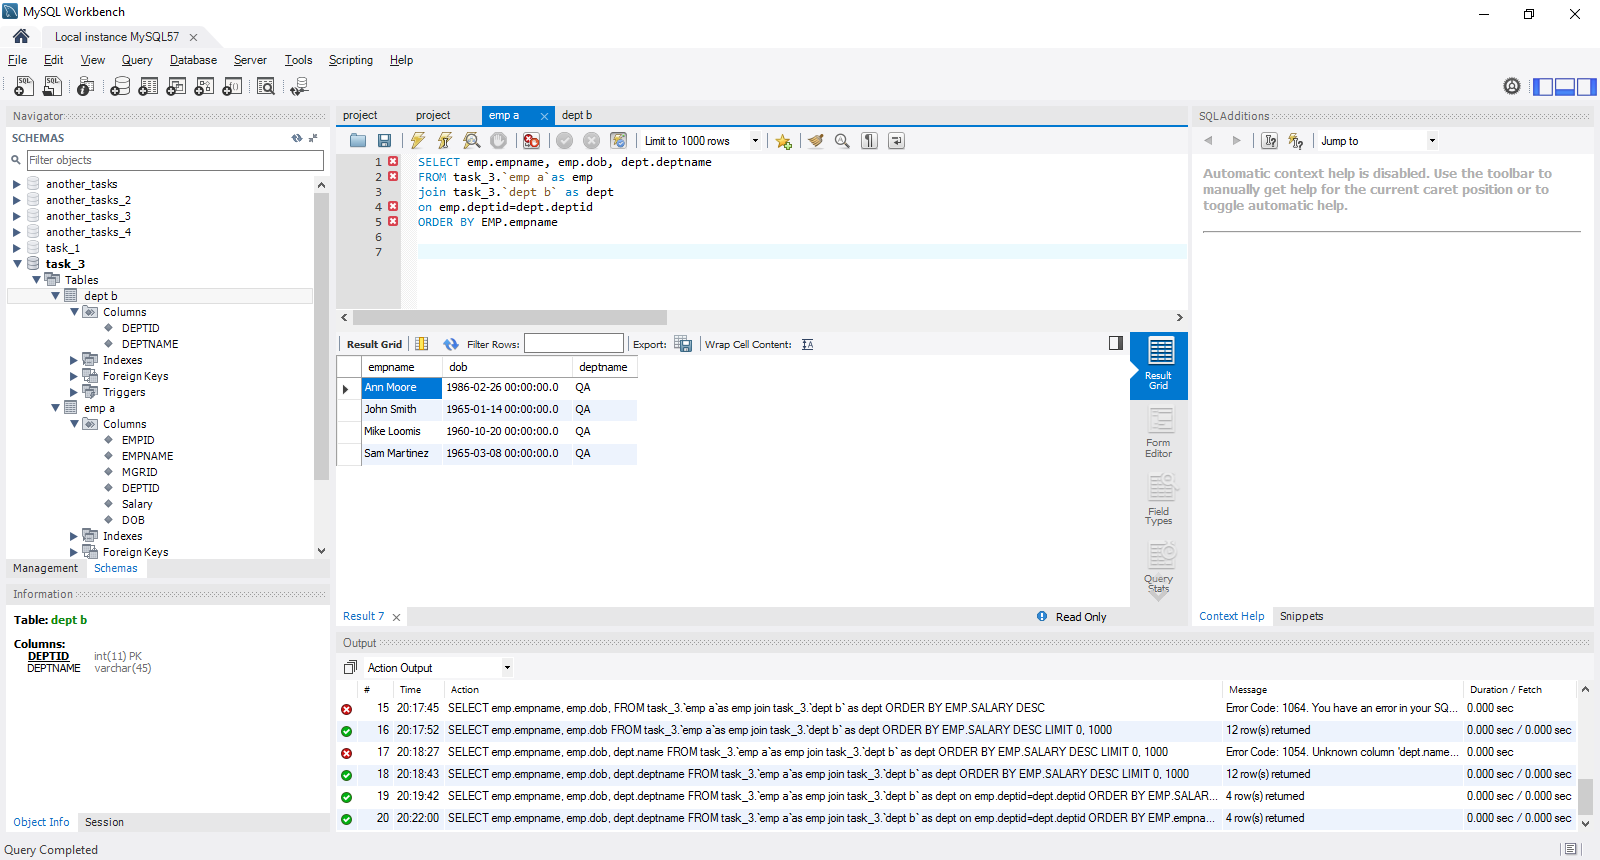 MySQL Workbench
Local instance MySQL57
File Edit View Query Database Server Tools Scripting Help
Navigator
SCHEMAS
Filter objects
another_tasks
another_tasks_2
another_tasks_3
another_tasks_4
task_1
task_3
Tables
dept b
Columns
DEPTID
DEPTNAME
Indexes
Foreign Keys
Triggers
emp a
Columns
EMPID
EMPNAME
MGRID
DEPTID
Salary
DOB
Indexes
Foreign Keys
Management Schemas
Information
Table: dept b
Columns:
DEPTID int(11) PK
DEPTNAME varchar(45)
Object Info Session
Query Completed
project project emp a dept b
Limit to 1000 rows
1 SELECT emp.empname, emp.dob, dept.deptname
2 FROM task_3.`emp a`as emp
3 join task_3.`dept b` as dept
4 on emp.deptid=dept.deptid
5 ORDER BY EMP.empname
6
7
Result Grid Filter Rows: Export: Wrap Cell Content:
empname dob deptname
Ann Moore 1986-02-26 00:00:00.0 QA
John Smith 1965-01-14 00:00:00.0 QA
Mike Loomis 1960-10-20 00:00:00.0 QA
Sam Martinez 1965-03-08 00:00:00.0 QA
Result
Grid
Form
Editor
Field
Types
Query
Stats
Result 7 Read Only
SQLAdditions
Jump to
Automatic context help is disabled. Use the toolbar to
manually get help for the current caret position or to
toggle automatic help.
Context Help Snippets
Output
Action Output
# Time Action Message Duration / Fetch
15 20:17:45 SELECT emp.empname, emp.dob, FROM task_3.`emp a`as emp join task_3.`dept b` as dept ORDER BY EMP.SALARY DESC Error Code: 1064. You have an error in your SQ... 0.000 sec
16 20:17:52 SELECT emp.empname, emp.dob FROM task_3.`emp a`as emp join task_3.`dept b` as dept ORDER BY EMP.SALARY DESC LIMIT 0, 1000 12 row(s) returned 0.000 sec / 0.000 sec
17 20:18:27 SELECT emp.empname, emp.dob, dept.name FROM task_3.`emp a`as emp join task_3.`dept b` as dept ORDER BY EMP.SALARY DESC LIMIT 0, 1000 Error Code: 1054. Unknown column 'dept.name... 0.000 sec
18 20:18:43 SELECT emp.empname, emp.dob, dept.deptname FROM task_3.`emp a`as emp join task_3.`dept b` as dept ORDER BY EMP.SALARY DESC LIMIT 0, 1000 12 row(s) returned 0.000 sec / 0.000 sec
19 20:19:42 SELECT emp.empname, emp.dob, dept.deptname FROM task_3.`emp a`as emp join task_3.`dept b` as dept on emp.deptid=dept.deptid ORDER BY EMP.SALAR... 4 row(s) returned 0.000 sec / 0.000 sec
20 20:22:00 SELECT emp.empname, emp.dob, dept.deptname FROM task_3.`emp a`as emp join task_3.`dept b` as dept on emp.deptid=dept.deptid ORDER BY EMP.empna... 4 row(s) returned 0.000 sec / 0.000 sec